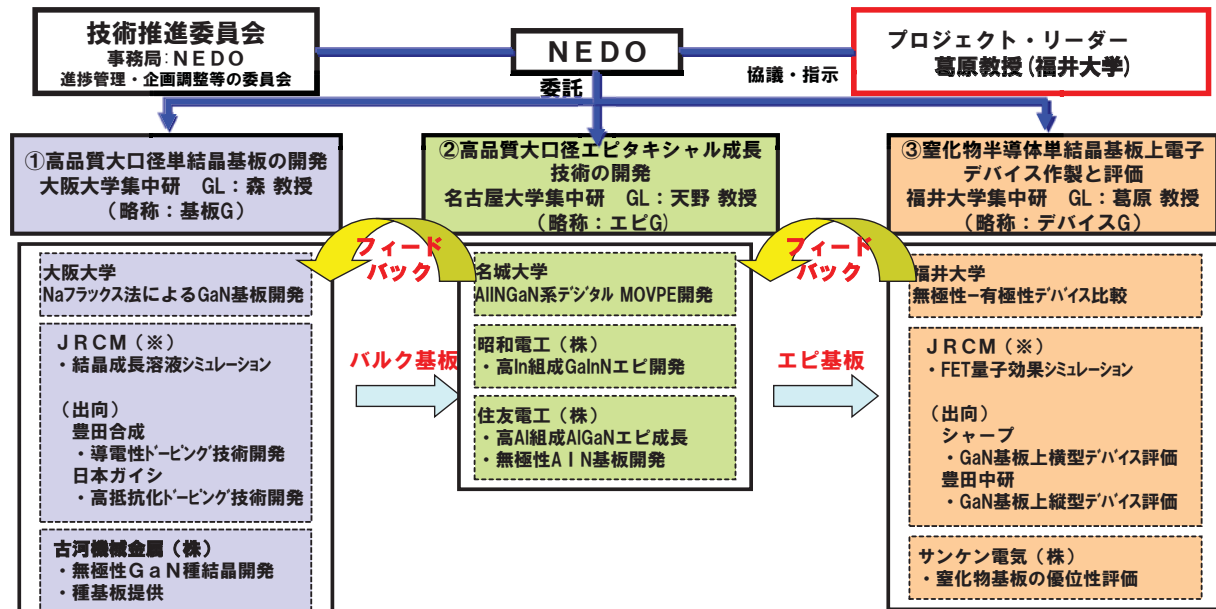 技術推進委員会
事務局:NEDO
進捗管理・企画調整等の委員会
NEDO
プロジェクト・リーダー
葛原教授(福井大学)
協議・指示
委託
①高品質大口径単結晶基板の開発
大阪大学集中研 GL:森 教授
(略称:基板G)
②高品質大口径エピタキシャル成長
技術の開発
名古屋大学集中研 GL:天野 教授
(略称:エピG)
③窒化物半導体単結晶基板上電子
デバイス作製と評価
福井大学集中研 GL:葛原 教授
(略称:デバイスG)
フィード
バック
フィード
バック
大阪大学
Naフラックス法によるGaN基板開発
JRCM(※)
・結晶成長溶液シミュレーション
(出向)
豊田合成
・導電性ドーピング技術開発
日本ガイシ
・高抵抗化ドーピング技術開発
古河機械金属(株)
・無極性GaN種結晶開発
・種基板提供
バルク基板
名城大学
AlINGaN系デジタル MOVPE開発
昭和電工(株)
・高In組成GaInNエピ開発
住友電工(株)
・高Al組成AlGaNエピ成長
・無極性AlN基板開発
エピ基板
福井大学
無極性-有極性デバイス比較
JRCM(※)
・FET量子効果シミュレーション
(出向)
シャープ
・GaN基板上横型デバイス評価
豊田中研
・GaN基板上縦型デバイス評価
サンケン電気(株)
・窒化物基板の優位性評価